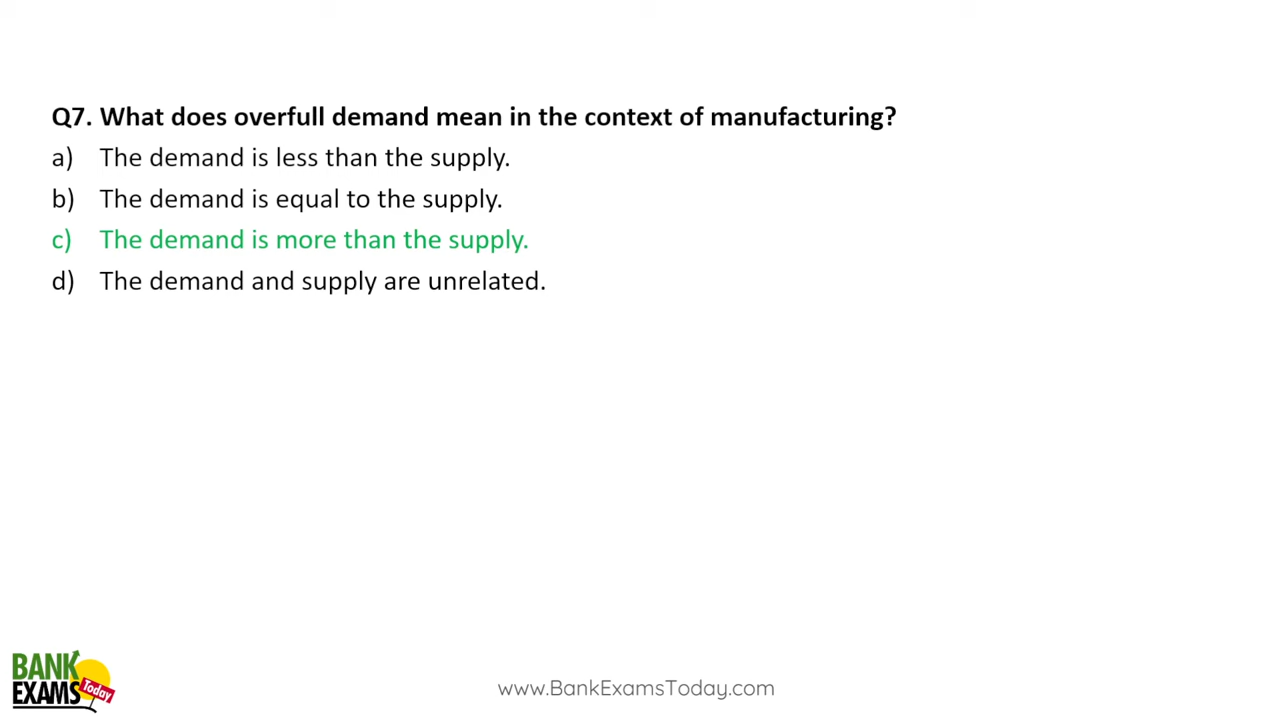 Q7. What does overfull demand mean in the context of manufacturing?
a) The demand is less than the supply.
b) The demand is equal to the supply.
c) The demand is more than the supply.
d) The demand and supply are unrelated.
BANK
EXAMS Today
www.BankExamsToday.com